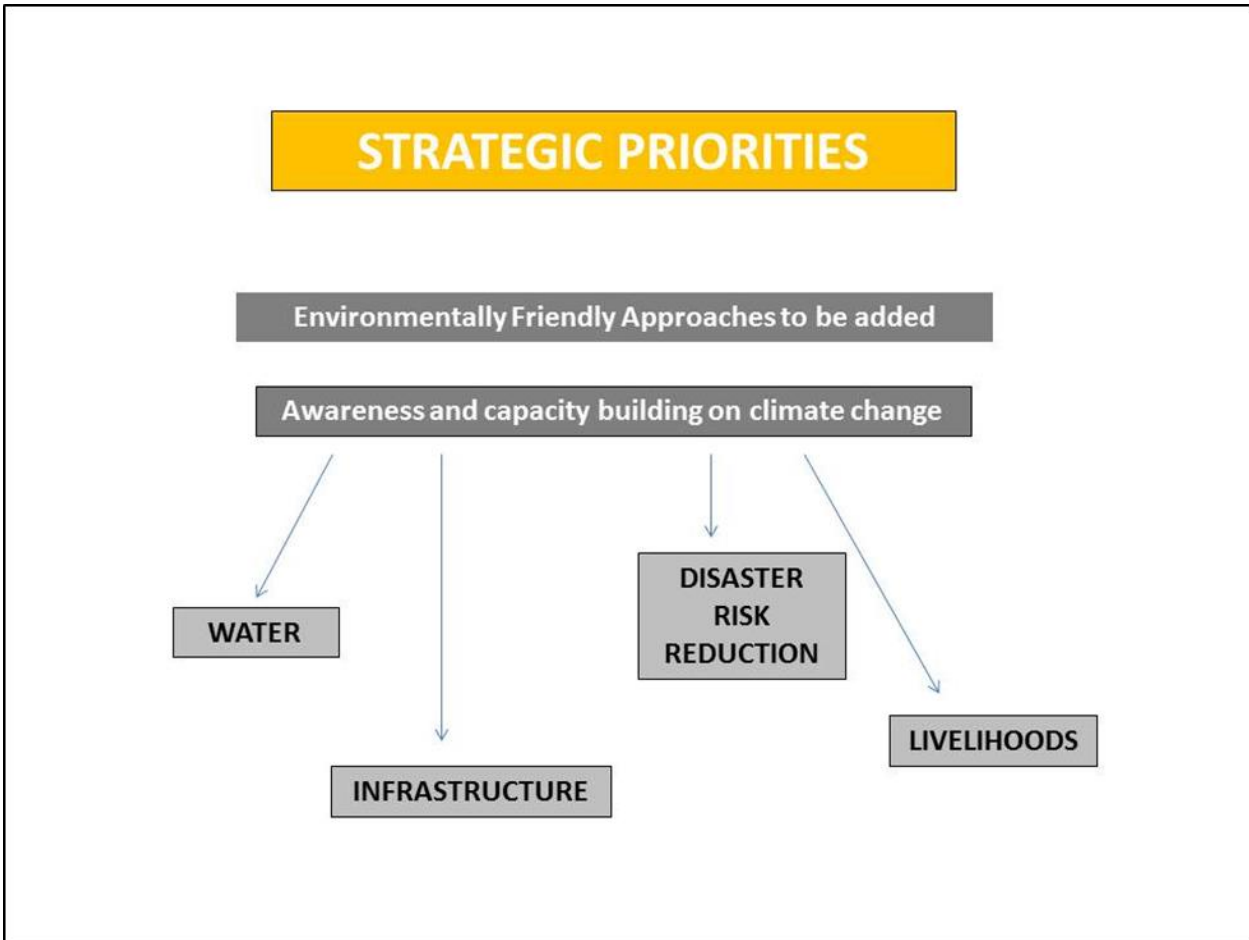 STRATEGIC PRIORITIES
Environmentally Friendly Approaches to be added
Awareness and capacity building on climate change
WATER
DISASTER
RISK
REDUCTION
LIVELIHOODS
INFRASTRUCTURE